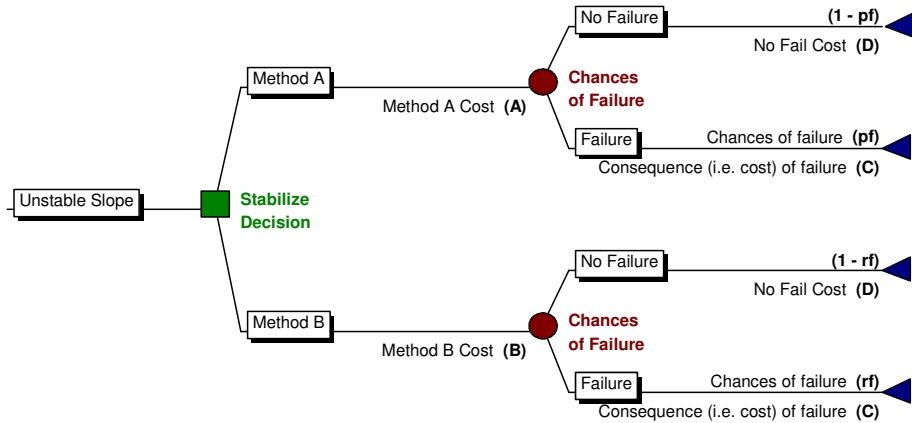 No Failure
(1 - pf)
No Fail Cost (D)
Method A
Chances
of Failure
Method A Cost (A)
Failure
Chances of failure (pf)
Consequence (i.e. cost) of failure (C)
Unstable Slope
Stabilize
Decision
No Failure
(1 - rf)
No Fail Cost (D)
Method B
Chances
of Failure
Method B Cost (B)
Failure
Chances of failure (rf)
Consequence (i.e. cost) of failure (C)